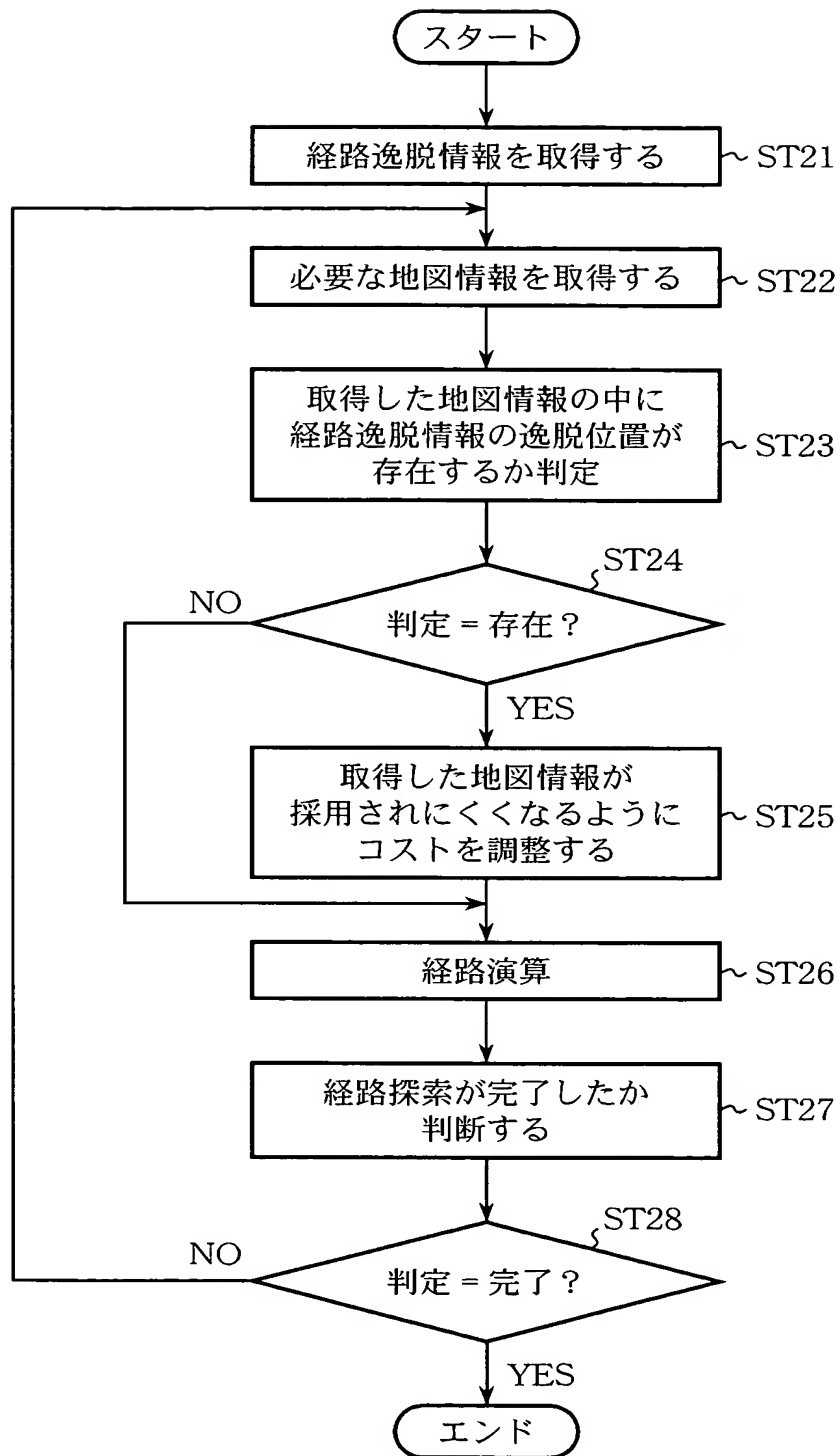 スタート
経路逸脱情報を取得する
ST21
必要な地図情報を取得する
ST22
取得した地図情報の中に
経路逸脱情報の逸脱位置が
存在するか判定
ST23
ST24
NO
判定 = 存在?
YES
取得した地図情報が
採用されにくくなるように
コストを調整する
ST25
経路演算
ST26
経路探索が完了したか
判断する
ST27
ST28
NO
判定 = 完了?
YES
エンド